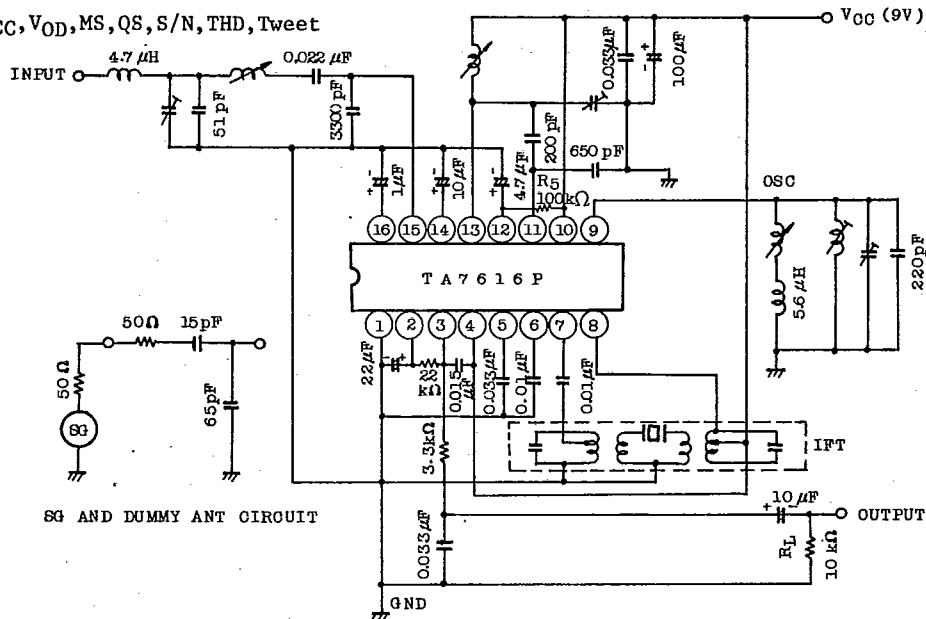 CC,VOD,MS,QS,S/N,THD,Tweet
VCC (9V)
4.7 μH
0.022 μF
INPUT
51pF
3300 pF
0.033μF
100μF
200 pF
650 pF
1μF
10μF
4.7μF
R5
100kΩ
OSC
16 15 14 13 12 11 10 9
TA7616P
5.6 μH
220pF
1 2 3 4 5 6 7 8
50Ω
15pF
50Ω
65pF
SG
22μF
22
kΩ
0.015
μF
0.033μF
0.01μF
0.01μF
3.3kΩ
IFT
SG AND DUMMY ANT CIRCUIT
10 μF
OUTPUT
0.033μF
RL
10 kΩ
GND